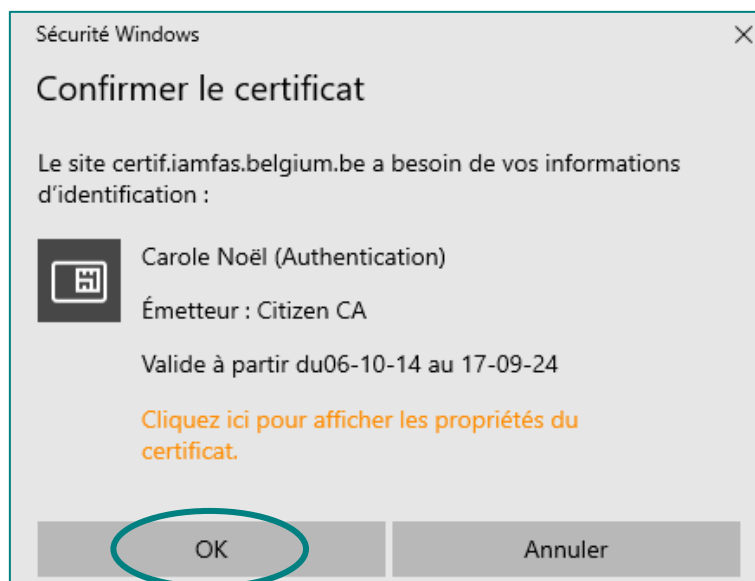 Sécurité Windows
Confirmer le certificat
Le site certif.iamfas.belgium.be a besoin de vos informations
d'identification :
Carole Noël (Authentication)
Émetteur : Citizen CA
Valide à partir du06-10-14 au 17-09-24
Cliquez ici pour afficher les propriétés du
certificat.
OK
Annuler